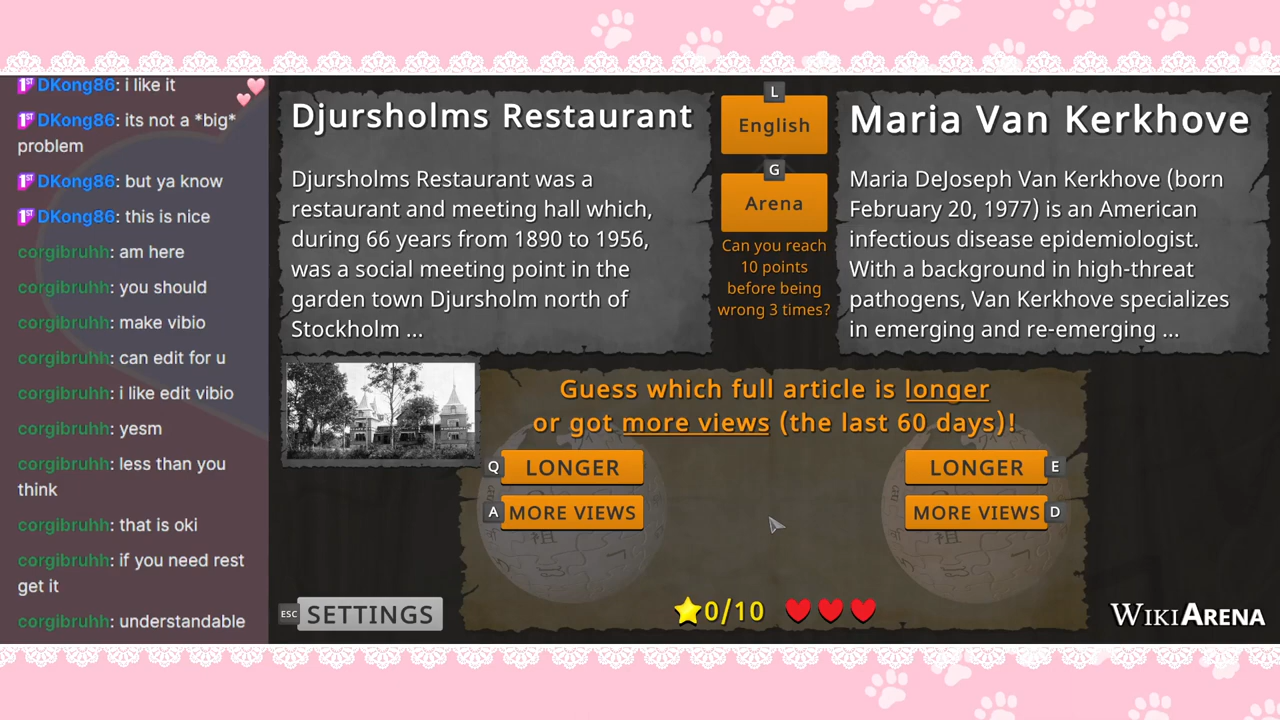 DKong86: i like it
DKong86: its not a *big*
problem
DKong86: but ya know
DKong86: this is nice
corgibruhh: am here
corgibruhh: you should
corgibruhh: make vibio
corgibruhh: can edit for u
corgibruhh: i like edit vibio
corgibruhh: yesm
corgibruhh: less than you
think
corgibruhh: that is oki
corgibruhh: if you need rest
get it
corgibruhh: understandable
Djursholms Restaurant
Djursholms Restaurant was a
restaurant and meeting hall which,
during 66 years from 1890 to 1956,
was a social meeting point in the
garden town Djursholm north of
Stockholm ...
L
English
G
Arena
Can you reach
10 points
before being
wrong 3 times?
Maria Van Kerkhove
Maria DeJoseph Van Kerkhove (born
February 20, 1977) is an American
infectious disease epidemiologist.
With a background in high-threat
pathogens, Van Kerkhove specializes
in emerging and re-emerging ...
Guess which full article is longer
or got more views (the last 60 days)!
Q LONGER
LONGER E
A MORE VIEWS
MORE VIEWS D
ESC SETTINGS
0/10
WIKIARENA